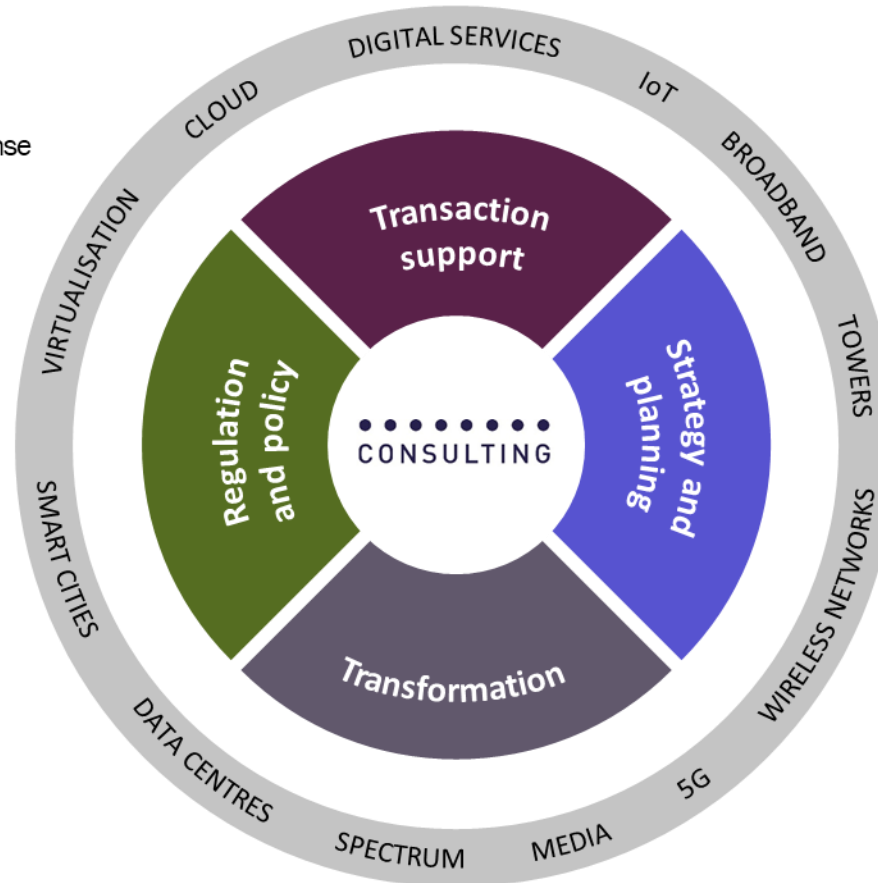 DIGITAL SERVICES
IoT
BROADBAND
TOWERS
WIRELESS NETWORKS
5G
MEDIA
SPECTRUM
DATA CENTRES
SMART CITIES
VIRTUALISATION
CLOUD
nse
Transaction
support
Strategy and
planning
Transformation
Regulation
and policy
CONSULTING